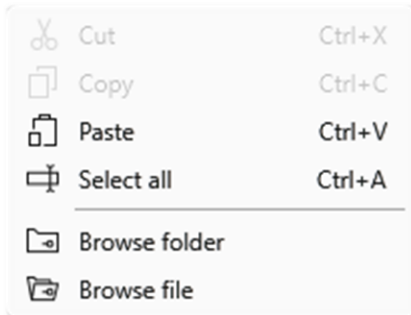 Cut Ctrl+X
Copy Ctrl+C
Paste Ctrl+V
Select all Ctrl+A
Browse folder
Browse file